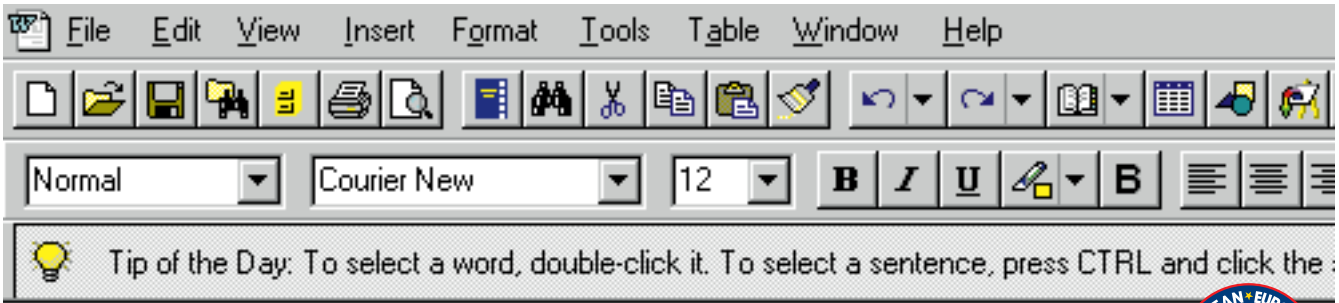 File Edit View Insert Format Tools Table Window Help
Normal Courier New 12 B I U B
Tip of the Day: To select a word, double-click it. To select a sentence, press CTRL and click the